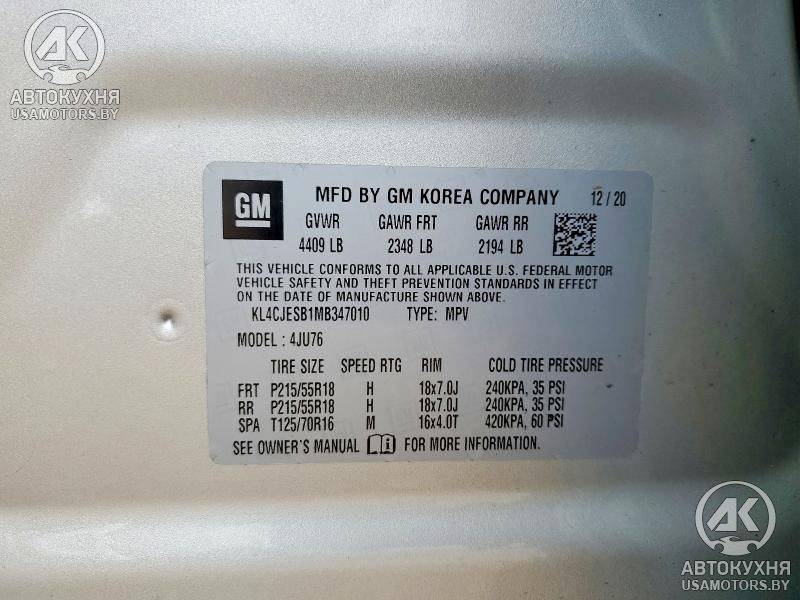 AK
АВТОКУХНЯ
USAMOTORS.BY
GM
MFD BY GM KOREA COMPANY 12 / 20
GVWR GAWR FRT GAWR RR
4409 LB 2348 LB 2194 LB
THIS VEHICLE CONFORMS TO ALL APPLICABLE U.S. FEDERAL MOTOR
VEHICLE SAFETY AND THEFT PREVENTION STANDARDS IN EFFECT
ON THE DATE OF MANUFACTURE SHOWN ABOVE.
KL4CJESB1MB347010 TYPE: MPV
MODEL : 4JU76
TIRE SIZE SPEED RTG RIM COLD TIRE PRESSURE
FRT P215/55R18 H 18x7.0J 240KPA, 35 PSI
RR P215/55R18 H 18x7.0J 240KPA, 35 PSI
SPA T125/70R16 M 16x4.0T 420KPA, 60 PSI
SEE OWNER'S MANUAL FOR MORE INFORMATION.
AK
АВТОКУХНЯ
USAMOTORS.BY